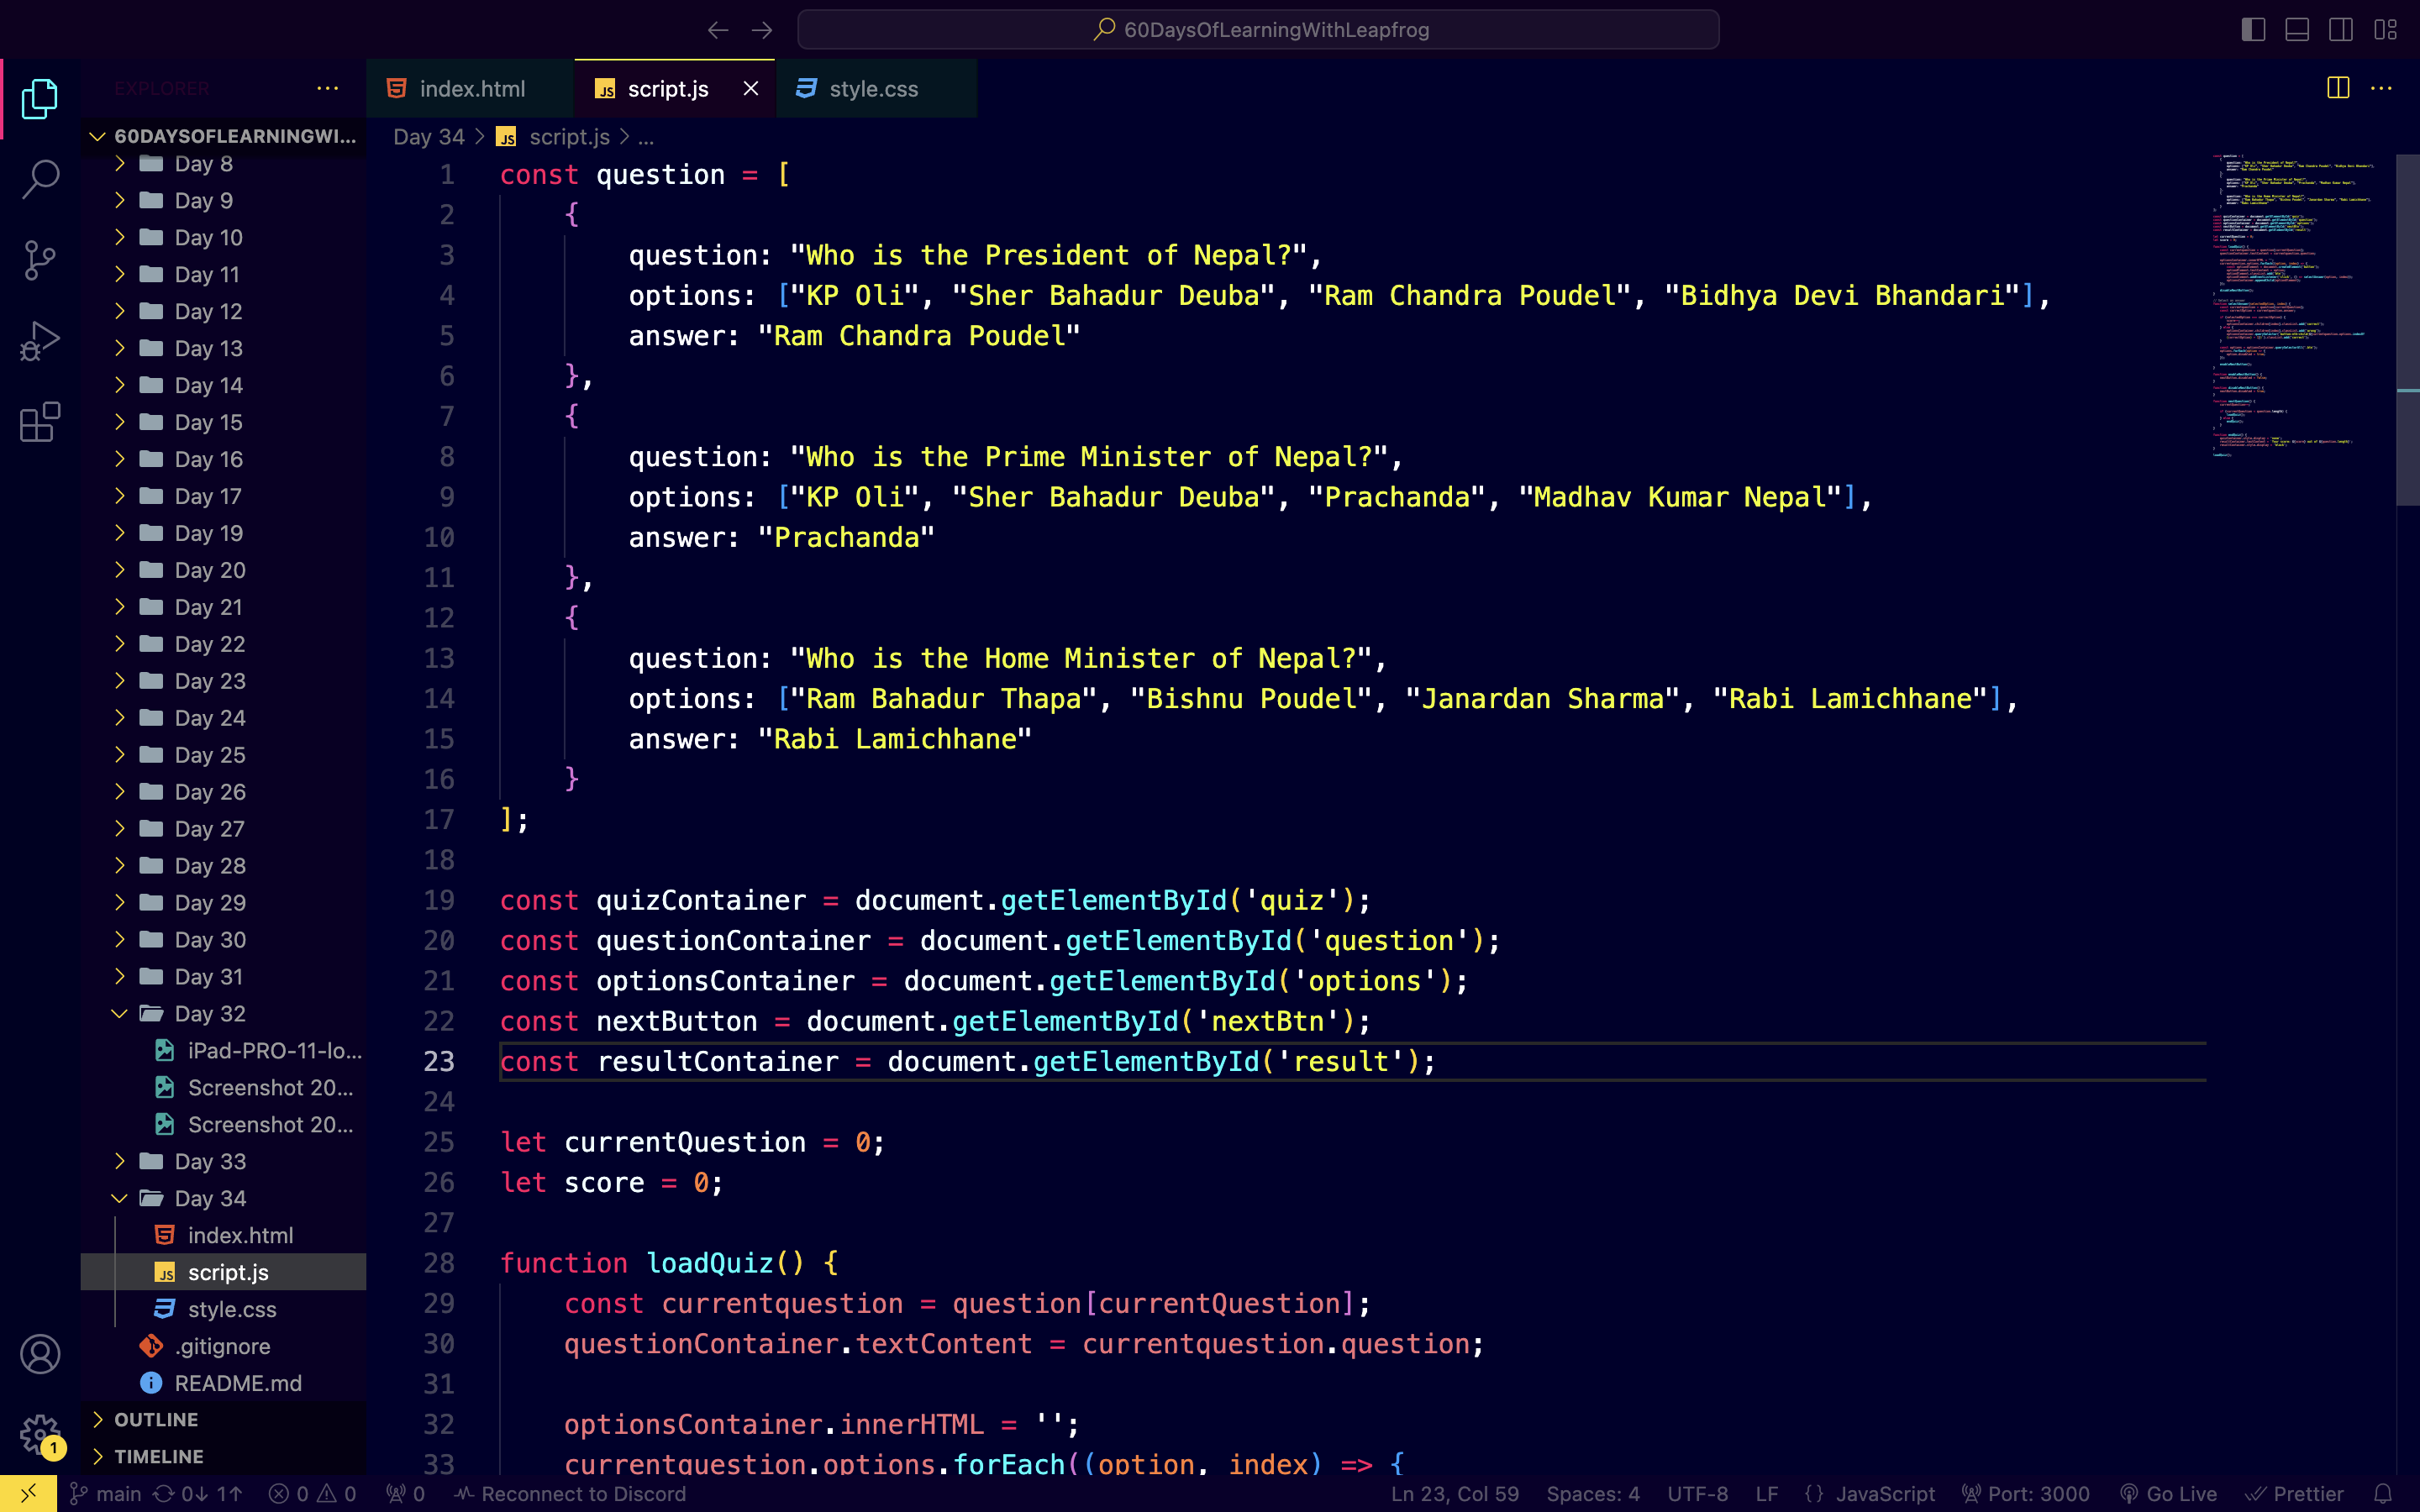 60DaysOfLearningWithLeapfrog
EXPLORER
index.html
script.js
style.css
60DAYSOFLEARNINGWI...
Day 34 > script.js > ...
Day 8
Day 9
Day 10
Day 11
Day 12
Day 13
Day 14
Day 15
Day 16
Day 17
Day 19
Day 20
Day 21
Day 22
Day 23
Day 24
Day 25
Day 26
Day 27
Day 28
Day 29
Day 30
Day 31
Day 32
iPad-PRO-11-lo...
Screenshot 20...
Screenshot 20...
Day 33
Day 34
index.html
script.js
style.css
.gitignore
README.md
OUTLINE
TIMELINE
1 const question = [
2 {
3 question: "Who is the President of Nepal?",
4 options: ["KP Oli", "Sher Bahadur Deuba", "Ram Chandra Poudel", "Bidhya Devi Bhandari"],
5 answer: "Ram Chandra Poudel"
6 },
7 {
8 question: "Who is the Prime Minister of Nepal?",
9 options: ["KP Oli", "Sher Bahadur Deuba", "Prachanda", "Madhav Kumar Nepal"],
10 answer: "Prachanda"
11 },
12 {
13 question: "Who is the Home Minister of Nepal?",
14 options: ["Ram Bahadur Thapa", "Bishnu Poudel", "Janardan Sharma", "Rabi Lamichhane"],
15 answer: "Rabi Lamichhane"
16 }
17 ];
18
19 const quizContainer = document.getElementById('quiz');
20 const questionContainer = document.getElementById('question');
21 const optionsContainer = document.getElementById('options');
22 const nextButton = document.getElementById('nextBtn');
23 const resultContainer = document.getElementById('result');
24
25 let currentQuestion = 0;
26 let score = 0;
27
28 function loadQuiz() {
29 const currentquestion = question[currentQuestion];
30 questionContainer.textContent = currentquestion.question;
31
32 optionsContainer.innerHTML = '';
33 currentquestion.options.forEach((option, index) => {
1
main 0↓ 1↑ 0 0 0 Reconnect to Discord
Ln 23, Col 59 Spaces: 4 UTF-8 LF {} JavaScript Port: 3000 Go Live Prettier